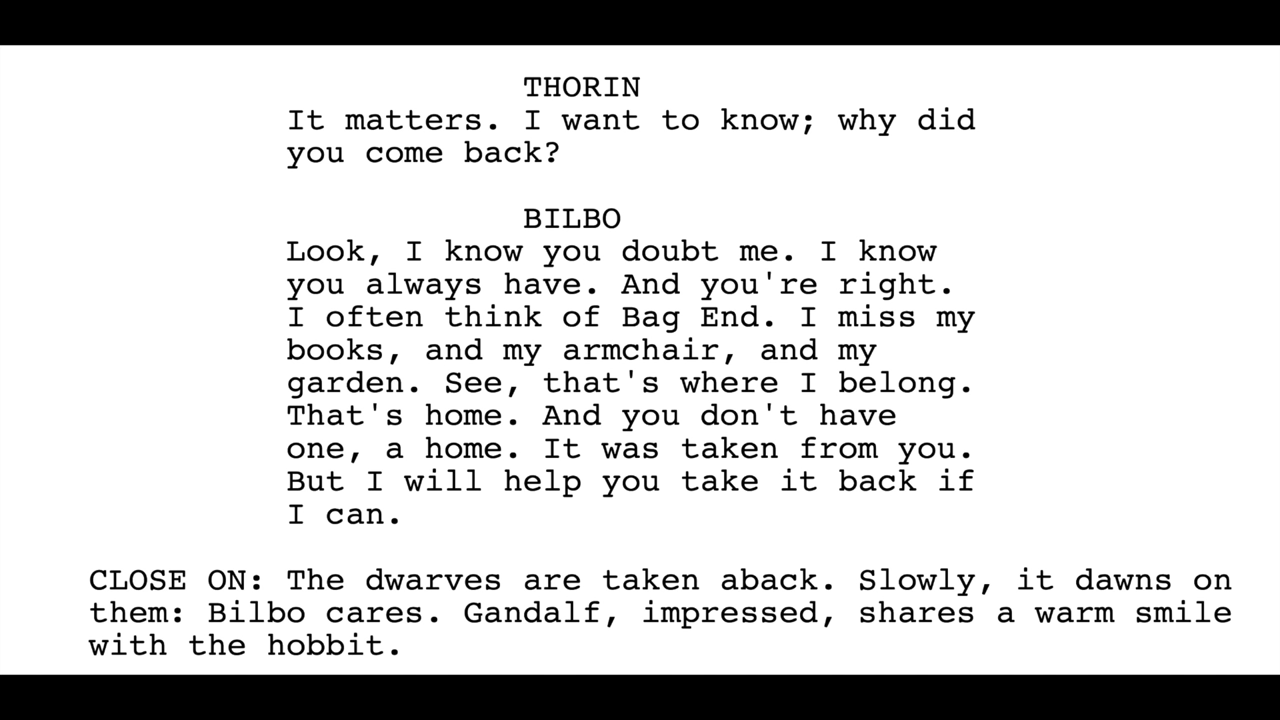 THORIN
It matters. I want to know; why did
you come back?
BILBO
Look, I know you doubt me. I know
you always have. And you're right.
I often think of Bag End. I miss my
books, and my armchair, and my
garden. See, that's where I belong.
That's home. And you don't have
one, a home. It was taken from you.
But I will help you take it back if
I can.
CLOSE ON: The dwarves are taken aback. Slowly, it dawns on
them: Bilbo cares. Gandalf, impressed, shares a warm smile
with the hobbit.